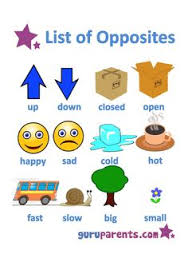 List of Opposites
up down closed open
happy sad cold hot
fast slow big small
guruparents.com